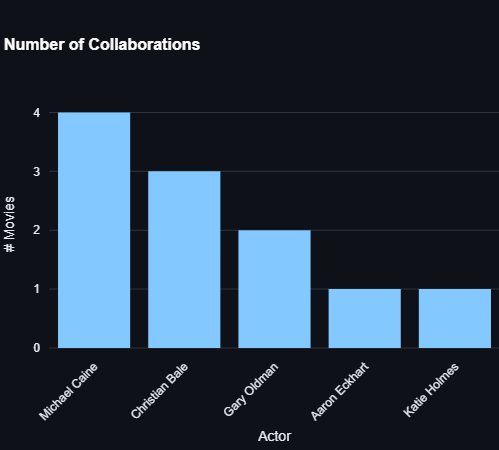 Number of Collaborations
4
3
2
1
0
# Movies
Michael Caine
Christian Bale
Gary Oldman
Aaron Eckhart
Katie Holmes
Actor